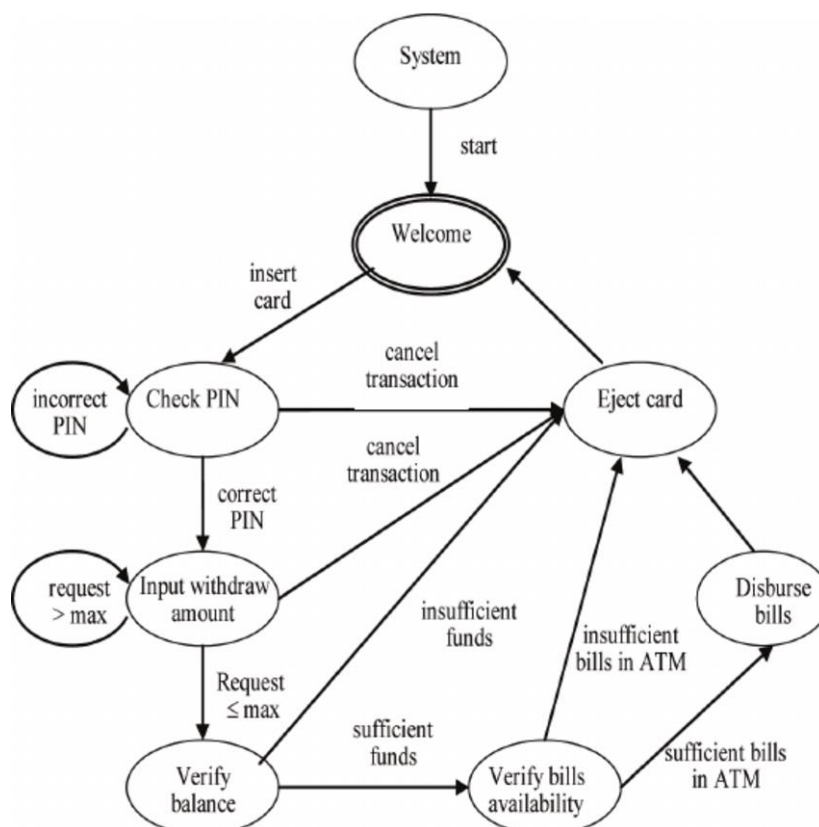 System
start
Welcome
insert
card
cancel
transaction
incorrect
PIN
Check PIN
Eject card
cancel
transaction
correct
PIN
request
> max
Input withdraw
amount
Disburse
bills
insufficient
funds
insufficient
bills in ATM
Request
≤ max
sufficient
funds
Verify
balance
Verify bills
availability
sufficient bills
in ATM